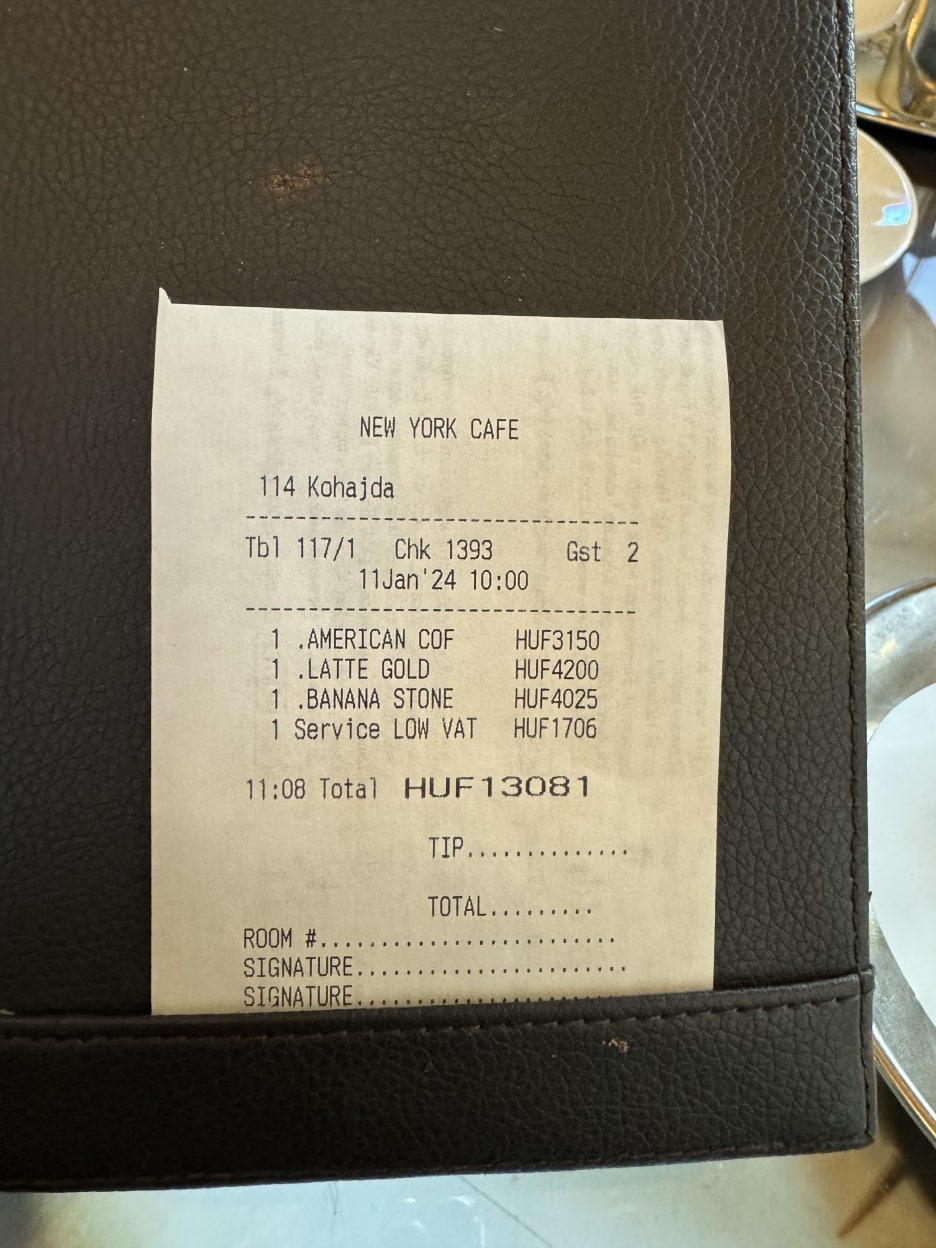 NEW YORK CAFE
114 Kohajda
----------------------------------------
Tbl 117/1 Chk 1393 Gst 2
11Jan'24 10:00
----------------------------------------
1 .AMERICAN COF HUF3150
1 .LATTE GOLD HUF4200
1 .BANANA STONE HUF4025
1 Service LOW VAT HUF1706
11:08 Total HUF13081
TIP..............
TOTAL.........
ROOM #.........................
SIGNATURE.......................
SIGNATURE.......................